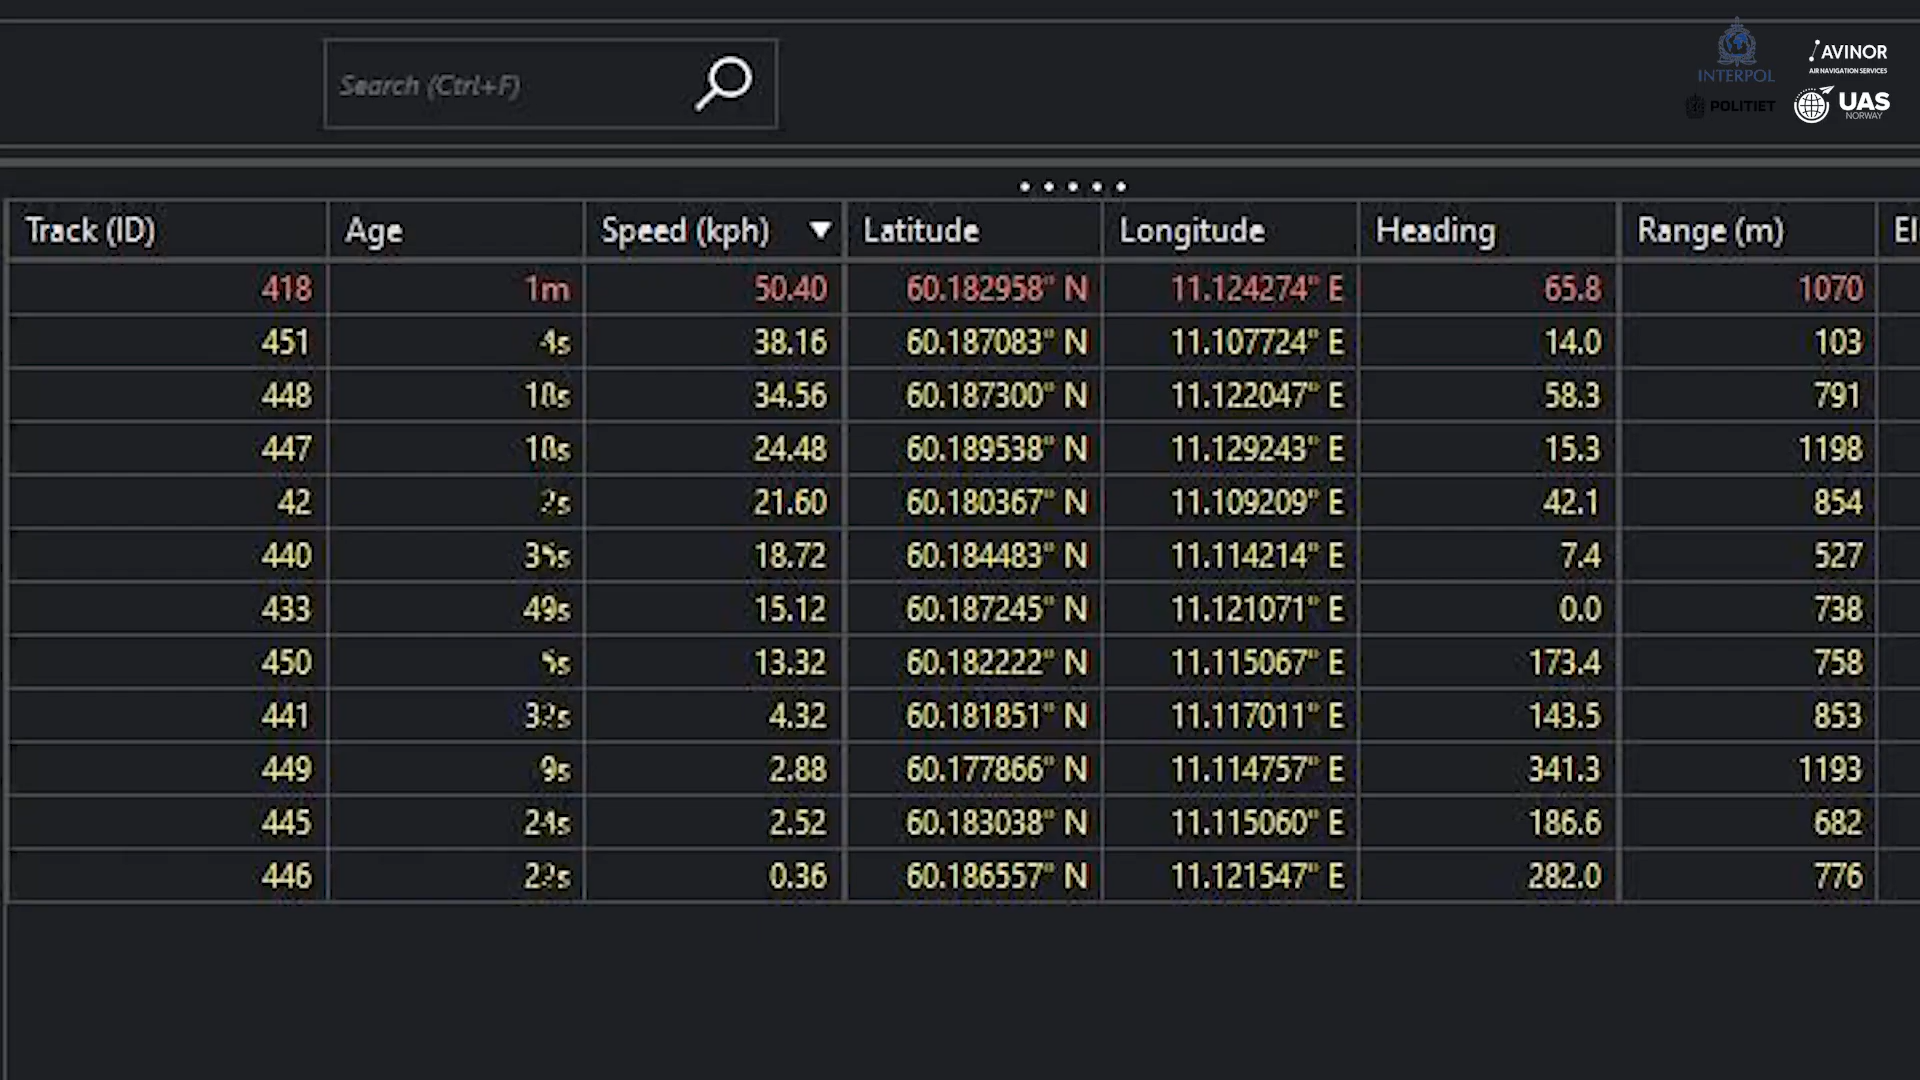 INTERPOL
AVINOR
AIR NAVIGATION SERVICES
POLITIET
UAS
NORWAY
Search (Ctrl+F)
Track (ID) Age Speed (kph) Latitude Longitude Heading Range (m) El
418 1m 50.40 60.182958" N 11.124274" E 65.8 1070
451 4s 38.16 60.187083" N 11.107724" E 14.0 103
448 34.56 60.187300" N 11.122047" E 58.3 791
447 24.48 60.189538" N 11.129243" E 15.3 1198
42 21.60 60.180367" N 11.109209" E 42.1 854
440 18.72 60.184483" N 11.114214" E 7.4 527
433 49s 15.12 60.187245" N 11.121071" E 0.0 738
450 13.32 60.182222" N 11.115067" E 173.4 758
441 4.32 60.181851" N 11.117011" E 143.5 853
449 9s 2.88 60.177866" N 11.114757" E 341.3 1193
445 24s 2.52 60.183038" N 11.115060" E 186.6 682
446 0.36 60.186557" N 11.121547" E 282.0 776